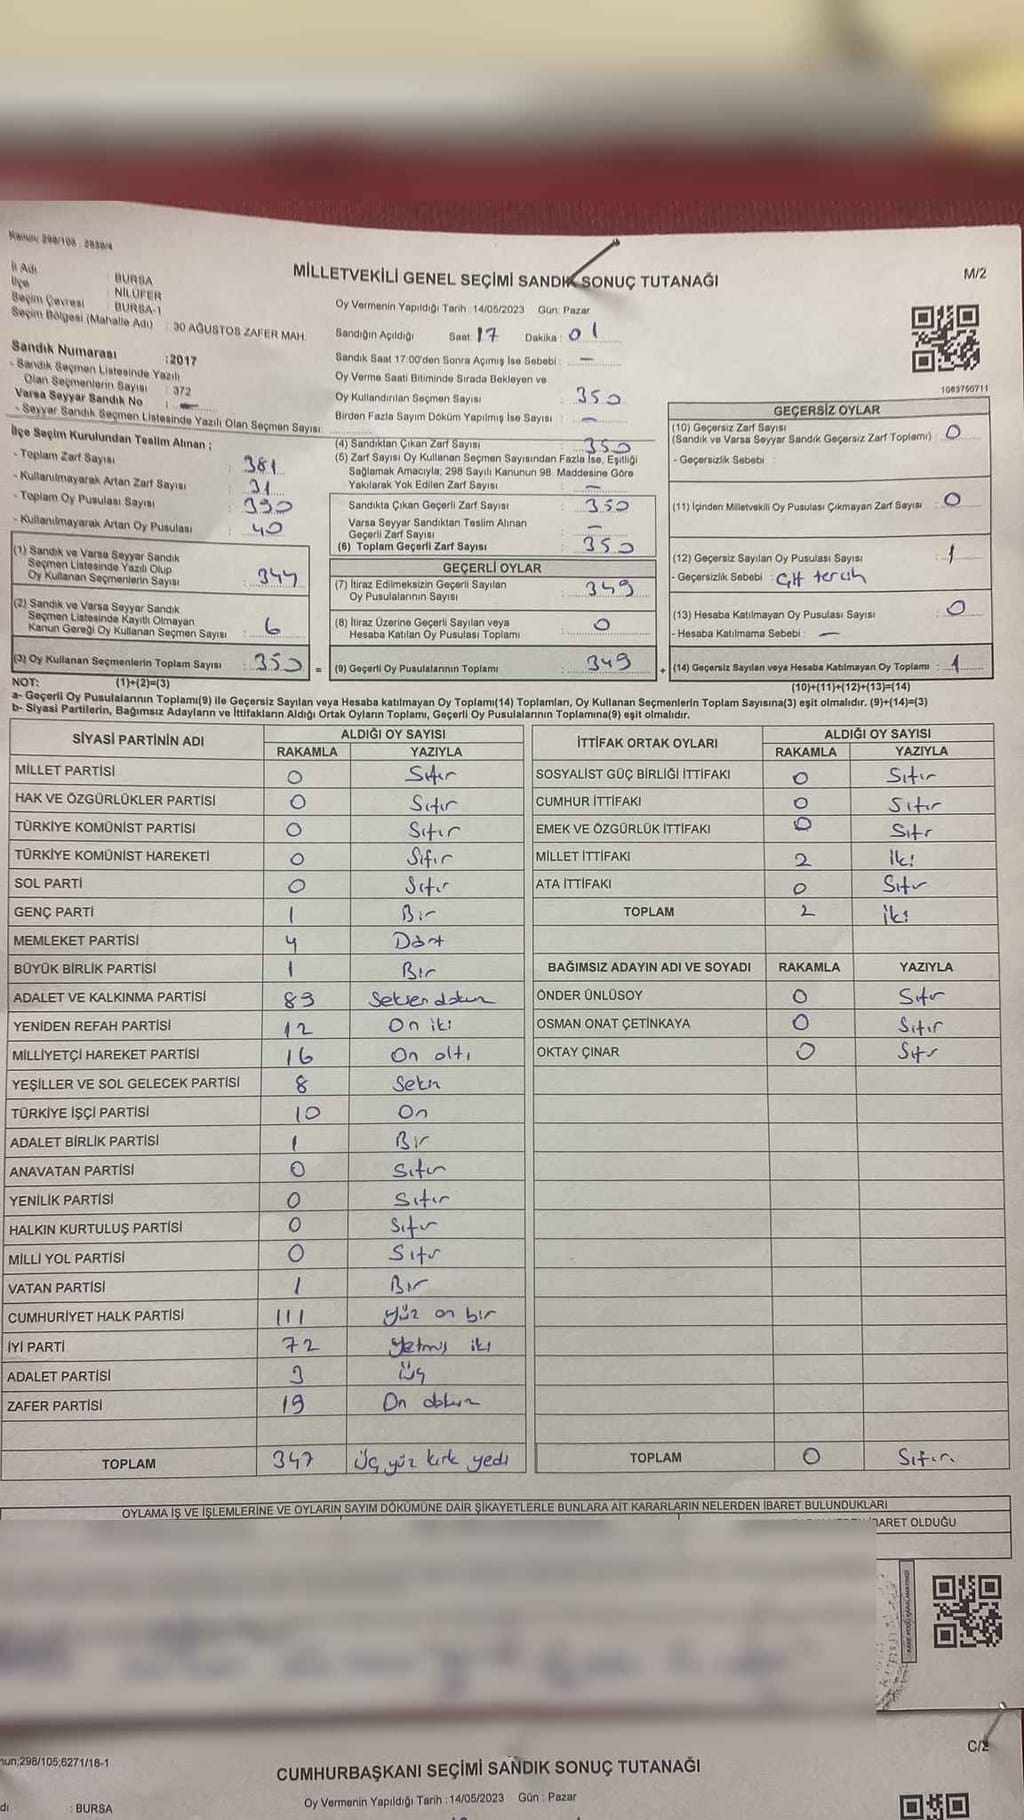 Kanun: 298/105 - 2839/4
MİLLETVEKİLİ GENEL SEÇİMİ SANDIK SONUÇ TUTANAĞI
M/2
İl Adı : BURSA
İlçe : NİLÜFER
Seçim Çevresi : BURSA-1
Seçim Bölgesi (Mahalle Adı) : 30 AĞUSTOS ZAFER MAH.
Sandık Numarası : 2017
- Sandık Seçmen Listesinde Yazılı
Olan Seçmenlerin Sayısı : 372
Varsa Seyyar Sandık No : —
- Seyyar Sandık Seçmen Listesinde Yazılı Olan Seçmen Sayısı :
Oy Vermenin Yapıldığı Tarih : 14/05/2023 Gün: Pazar
Sandığın Açıldığı Saat: 17 Dakika : 01
Sandık Saat 17:00'den Sonra Açımış İse Sebebi : —
Oy Verme Saati Bitiminde Sırada Bekleyen ve
Oy Kullandırılan Seçmen Sayısı : 350
Birden Fazla Sayım Döküm Yapılmış İse Sayısı : —
1083750711
İlçe Seçim Kurulundan Teslim Alınan ;
- Toplam Zarf Sayısı : 381
- Kullanılmayarak Artan Zarf Sayısı : 31
- Toplam Oy Pusulası Sayısı : 390
- Kullanılmayarak Artan Oy Pusulası : 40
(1) Sandık ve Varsa Seyyar Sandık
Seçmen Listesinde Yazılı Olup
Oy Kullanan Seçmenlerin Sayısı : 344
(2) Sandık ve Varsa Seyyar Sandık
Seçmen Listesinde Kayıtlı Olmayan
Kanun Gereği Oy Kullanan Seçmen Sayısı : 6
(3) Oy Kullanan Seçmenlerin Toplam Sayısı : 350 =
(4) Sandıktan Çıkan Zarf Sayısı : 350
(5) Zarf Sayısı Oy Kullanan Seçmen Sayısından Fazla İse, Eşitliği
Sağlamak Amacıyla; 298 Sayılı Kanunun 98. Maddesine Göre
Yakılarak Yok Edilen Zarf Sayısı : —
Sandıkta Çıkan Geçerli Zarf Sayısı : 350
Varsa Seyyar Sandıktan Teslim Alınan
Geçerli Zarf Sayısı : —
(6) Toplam Geçerli Zarf Sayısı : 350
GEÇERLİ OYLAR
(7) İtiraz Edilmeksizin Geçerli Sayılan
Oy Pusulalarının Sayısı : 349
(8) İtiraz Üzerine Geçerli Sayılan veya
Hesaba Katılan Oy Pusulası Toplamı : 0
(9) Geçerli Oy Pusulalarının Toplamı : 349 +
GEÇERSİZ OYLAR
(10) Geçersiz Zarf Sayısı
(Sandık ve Varsa Seyyar Sandık Geçersiz Zarf Toplamı) : 0
- Geçersizlik Sebebi :
(11) İçinden Milletvekili Oy Pusulası Çıkmayan Zarf Sayısı : 0
(12) Geçersiz Sayılan Oy Pusulası Sayısı : 1
- Geçersizlik Sebebi : Çift tercih
(13) Hesaba Katılmayan Oy Pusulası Sayısı : 0
- Hesaba Katılmama Sebebi : —
(14) Geçersiz Sayılan veya Hesaba Katılmayan Oy Toplamı : 1
NOT: (1)+(2)=(3)
(10)+(11)+(12)+(13)=(14)
a- Geçerli Oy Pusulalarının Toplamı(9) ile Geçersiz Sayılan veya Hesaba katılmayan Oy Toplamı(14) Toplamları, Oy Kullanan Seçmenlerin Toplam Sayısına(3) eşit olmalıdır. (9)+(14)=(3)
b- Siyasi Partilerin, Bağımsız Adayların ve İttifakların Aldığı Ortak Oyların Toplamı, Geçerli Oy Pusulalarının Toplamına(9) eşit olmalıdır.
SİYASİ PARTİNİN ADI ALDIĞI OY SAYISI
RAKAMLA YAZIYLA
MİLLET PARTİSİ 0 Sıfır
HAK VE ÖZGÜRLÜKLER PARTİSİ 0 Sıfır
TÜRKİYE KOMÜNİST PARTİSİ 0 Sıfır
TÜRKİYE KOMÜNİST HAREKETİ 0 Sıfır
SOL PARTİ 0 Sıfır
GENÇ PARTİ 1 Bir
MEMLEKET PARTİSİ 4 Dört
BÜYÜK BİRLİK PARTİSİ 1 Bir
ADALET VE KALKINMA PARTİSİ 89 Seksen dokuz
YENİDEN REFAH PARTİSİ 12 On iki
MİLLİYETÇİ HAREKET PARTİSİ 16 On altı
YEŞİLLER VE SOL GELECEK PARTİSİ 8 Sekiz
TÜRKİYE İŞÇİ PARTİSİ 10 On
ADALET BİRLİK PARTİSİ 1 Bir
ANAVATAN PARTİSİ 0 Sıfır
YENİLİK PARTİSİ 0 Sıfır
HALKIN KURTULUŞ PARTİSİ 0 Sıfır
MİLLİ YOL PARTİSİ 0 Sıfır
VATAN PARTİSİ 1 Bir
CUMHURİYET HALK PARTİSİ 111 yüz on bir
İYİ PARTİ 72 yetmiş iki
ADALET PARTİSİ 3 üç
ZAFER PARTİSİ 19 On dokuz
TOPLAM 347 üç yüz kırk yedi
İTTİFAK ORTAK OYLARI ALDIĞI OY SAYISI
RAKAMLA YAZIYLA
SOSYALİST GÜÇ BİRLİĞİ İTTİFAKI 0 Sıfır
CUMHUR İTTİFAKI 0 Sıfır
EMEK VE ÖZGÜRLÜK İTTİFAKI 0 Sıfır
MİLLET İTTİFAKI 2 iki
ATA İTTİFAKI 0 Sıfır
TOPLAM 2 iki
BAĞIMSIZ ADAYIN ADI VE SOYADI RAKAMLA YAZIYLA
ÖNDER ÜNLÜSOY 0 Sıfır
OSMAN ONAT ÇETİNKAYA 0 Sıfır
OKTAY ÇINAR 0 Sıfır
TOPLAM 0 Sıfır
OYLAMA İŞ VE İŞLEMLERİNE VE OYLARIN SAYIM DÖKÜMÜNE DAİR ŞİKAYETLERLE BUNLARA AİT KARARLARIN NELERDEN İBARET BULUNDUKLARI
BARET OLDUĞU
nun;298/105;6271/18-1
C/2
CUMHURBAŞKANI SEÇİMİ SANDIK SONUÇ TUTANAĞI
dı : BURSA
Oy Vermenin Yapıldığı Tarih : 14/05/2023 Gün : Pazar